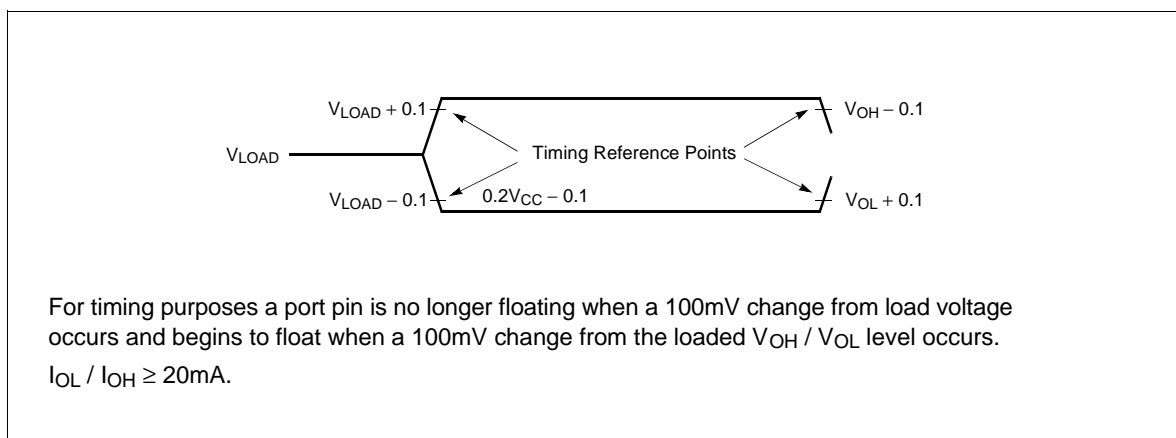 VLOAD + 0.1
VOH – 0.1
VLOAD
Timing Reference Points
VLOAD – 0.1
0.2VCC – 0.1
VOL + 0.1
For timing purposes a port pin is no longer floating when a 100mV change from load voltage
occurs and begins to float when a 100mV change from the loaded VOH / VOL level occurs.
IOL / IOH ≥ 20mA.